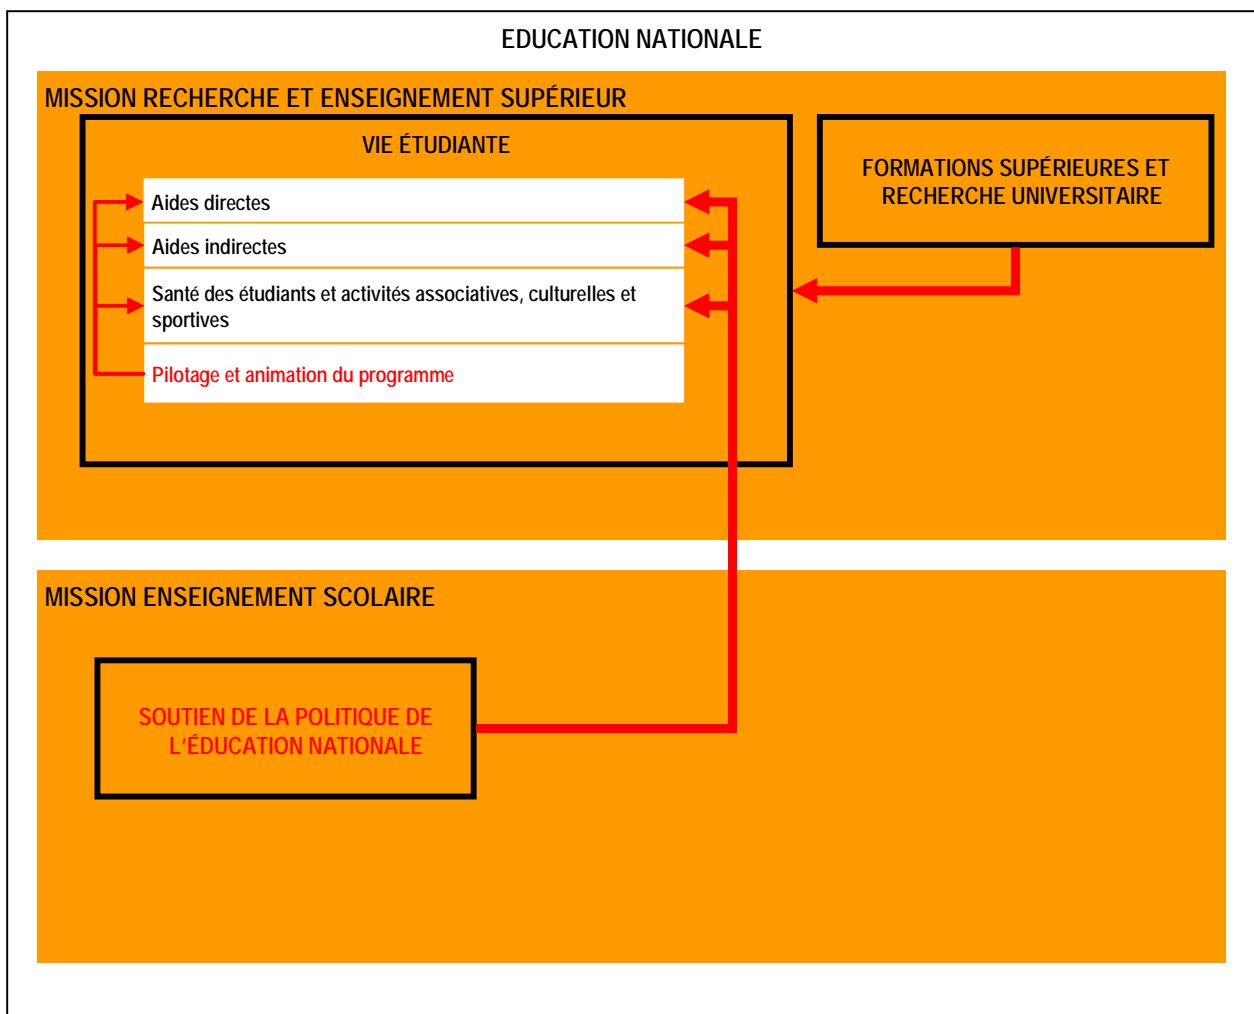 EDUCATION NATIONALE
MISSION RECHERCHE ET ENSEIGNEMENT SUPÉRIEUR
VIE ÉTUDIANTE
Aides directes
Aides indirectes
Santé des étudiants et activités associatives, culturelles et
sportives
Pilotage et animation du programme
FORMATIONS SUPÉRIEURES ET
RECHERCHE UNIVERSITAIRE
MISSION ENSEIGNEMENT SCOLAIRE
SOUTIEN DE LA POLITIQUE DE
L'ÉDUCATION NATIONALE